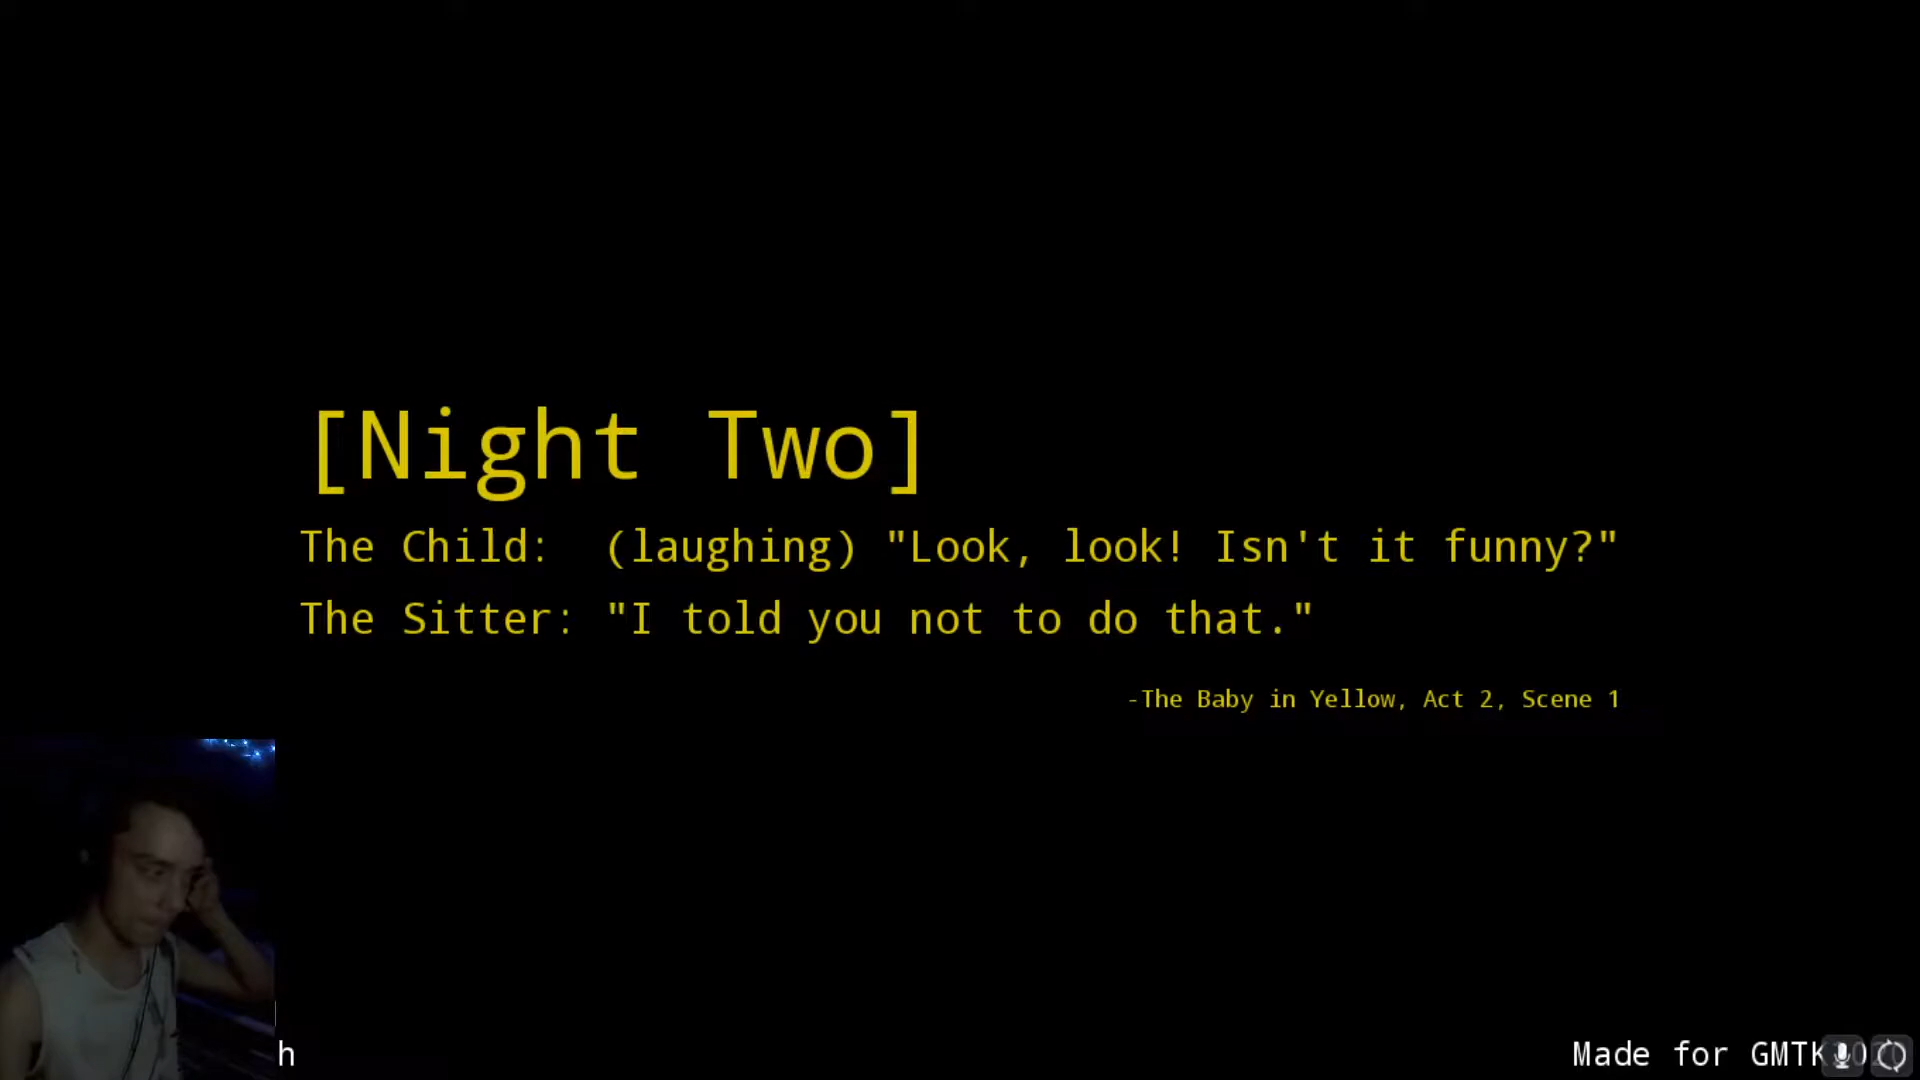 [Night Two]
The Child: (laughing) "Look, look! Isn't it funny?"
The Sitter: "I told you not to do that."
-The Baby in Yellow, Act 2, Scene 1
h
Made for